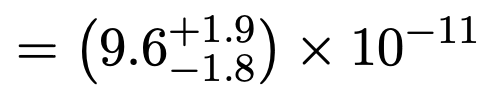 = (9.6^{+1.9}_{-1.8}) × 10^{-11}